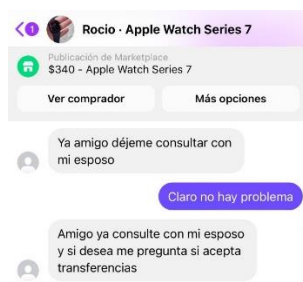 Rocio · Apple Watch Series 7
Publicación de Marketplace
$340 - Apple Watch Series 7
Ver comprador
Más opciones
Ya amigo déjeme consultar con
mi esposo
Claro no hay problema
Amigo ya consulte con mi esposo
y si desea me pregunta si acepta
transferencias